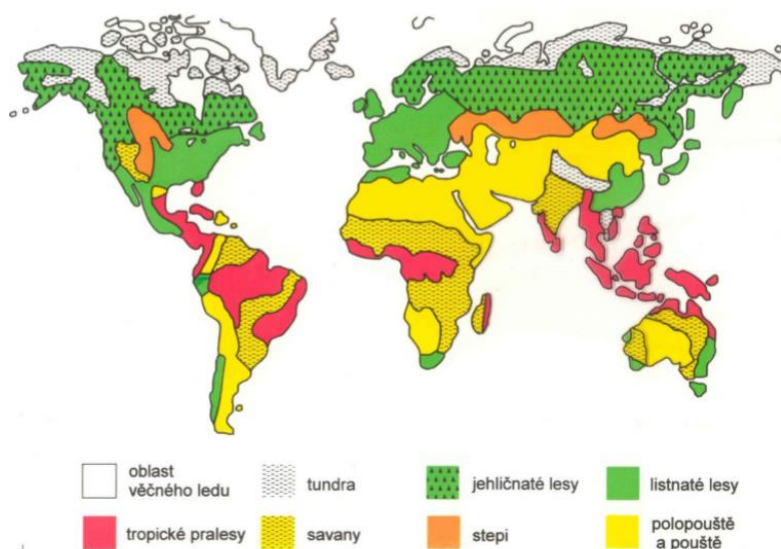 oblast
věčného ledu
tundra
jehličnaté lesy
listnaté lesy
tropické pralesy
savany
stepi
polopouště
a pouště